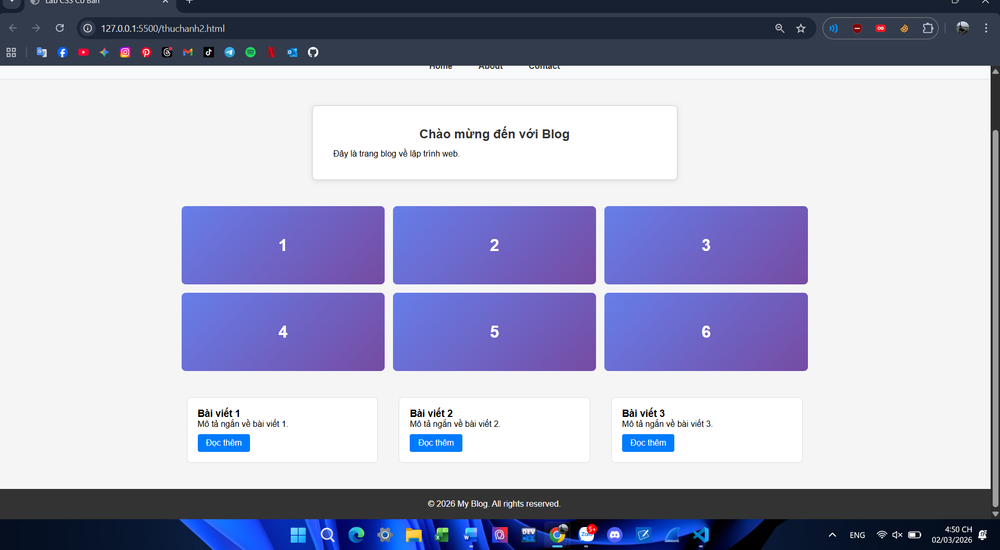 Lab CSS Cơ Bản
127.0.0.1:5500/thuchanh2.html
Home About Contact
Chào mừng đến với Blog
Đây là trang blog về lập trình web.
1 2 3
4 5 6
Bài viết 1
Mô tả ngắn về bài viết 1.
Đọc thêm
Bài viết 2
Mô tả ngắn về bài viết 2.
Đọc thêm
Bài viết 3
Mô tả ngắn về bài viết 3.
Đọc thêm
© 2026 My Blog. All rights reserved.
DEV
C++
Zalo
5+
ENG
4:50 CH
02/03/2026